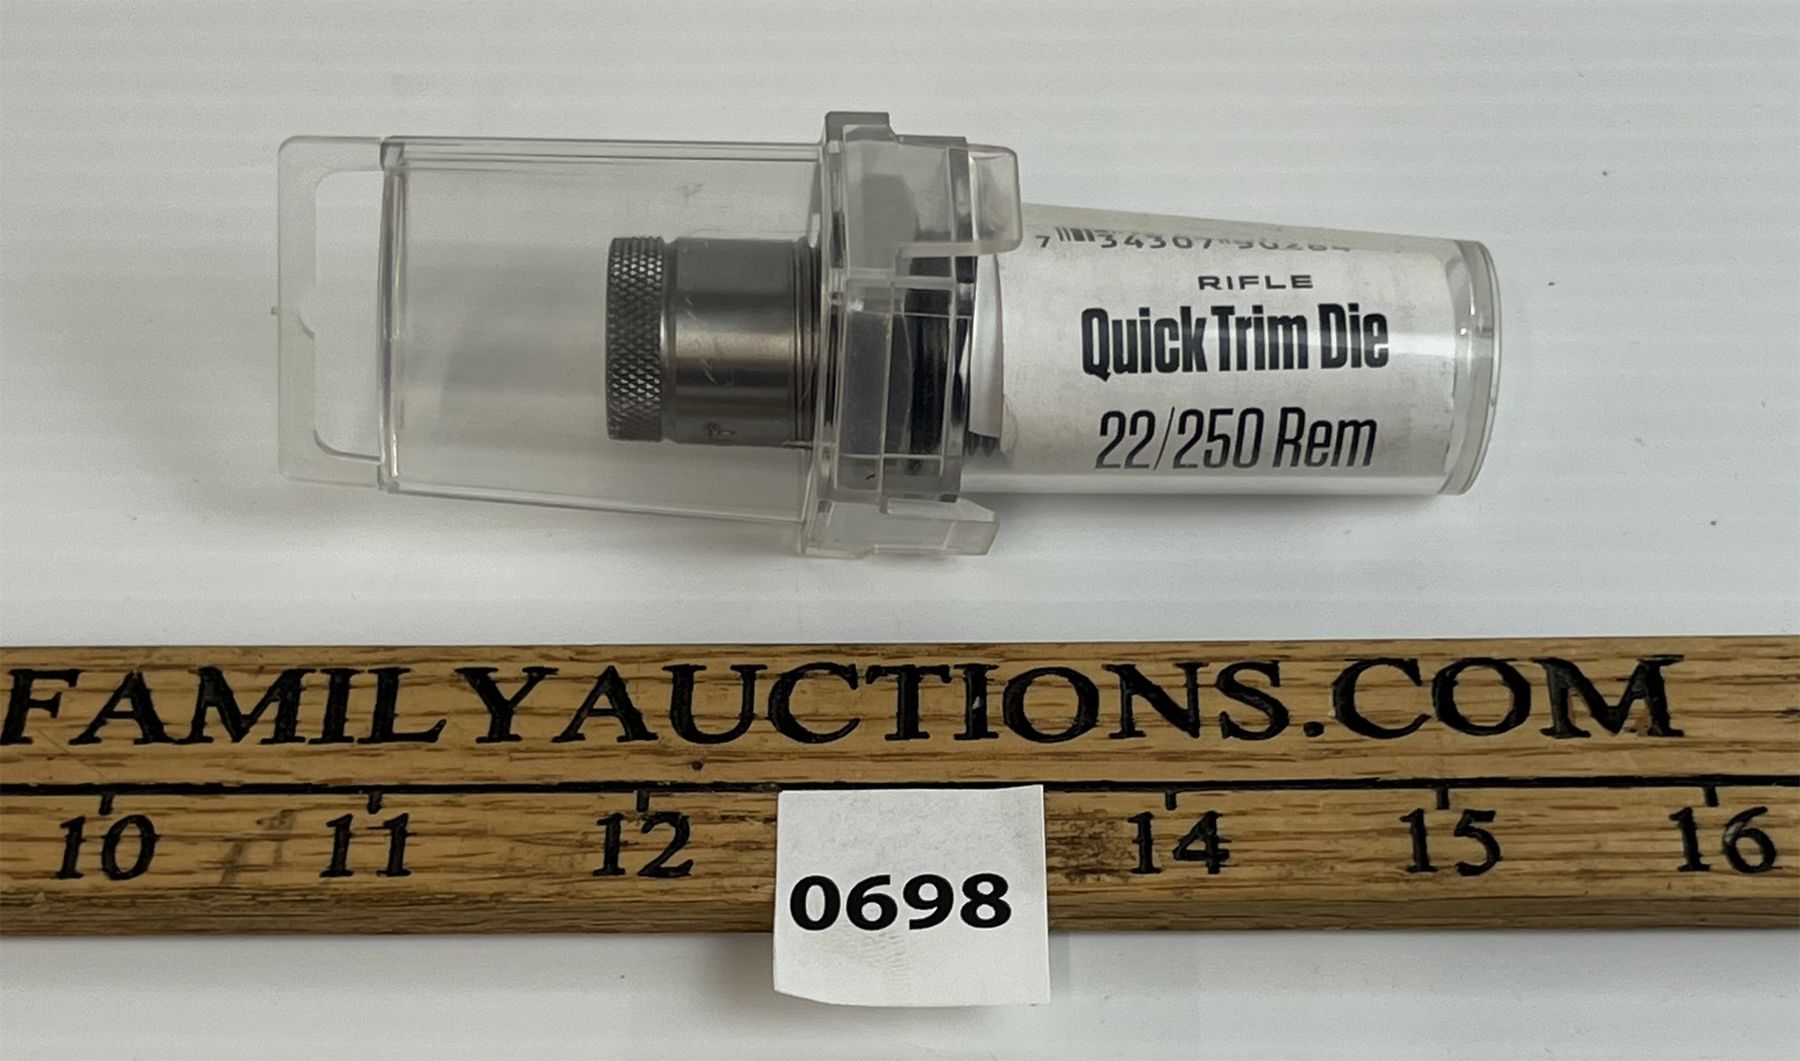 RIFLE
Quick Trim Die
22/250 Rem
FAMILYAUCTIONS.COM
10 11 12 14 15 16
0698